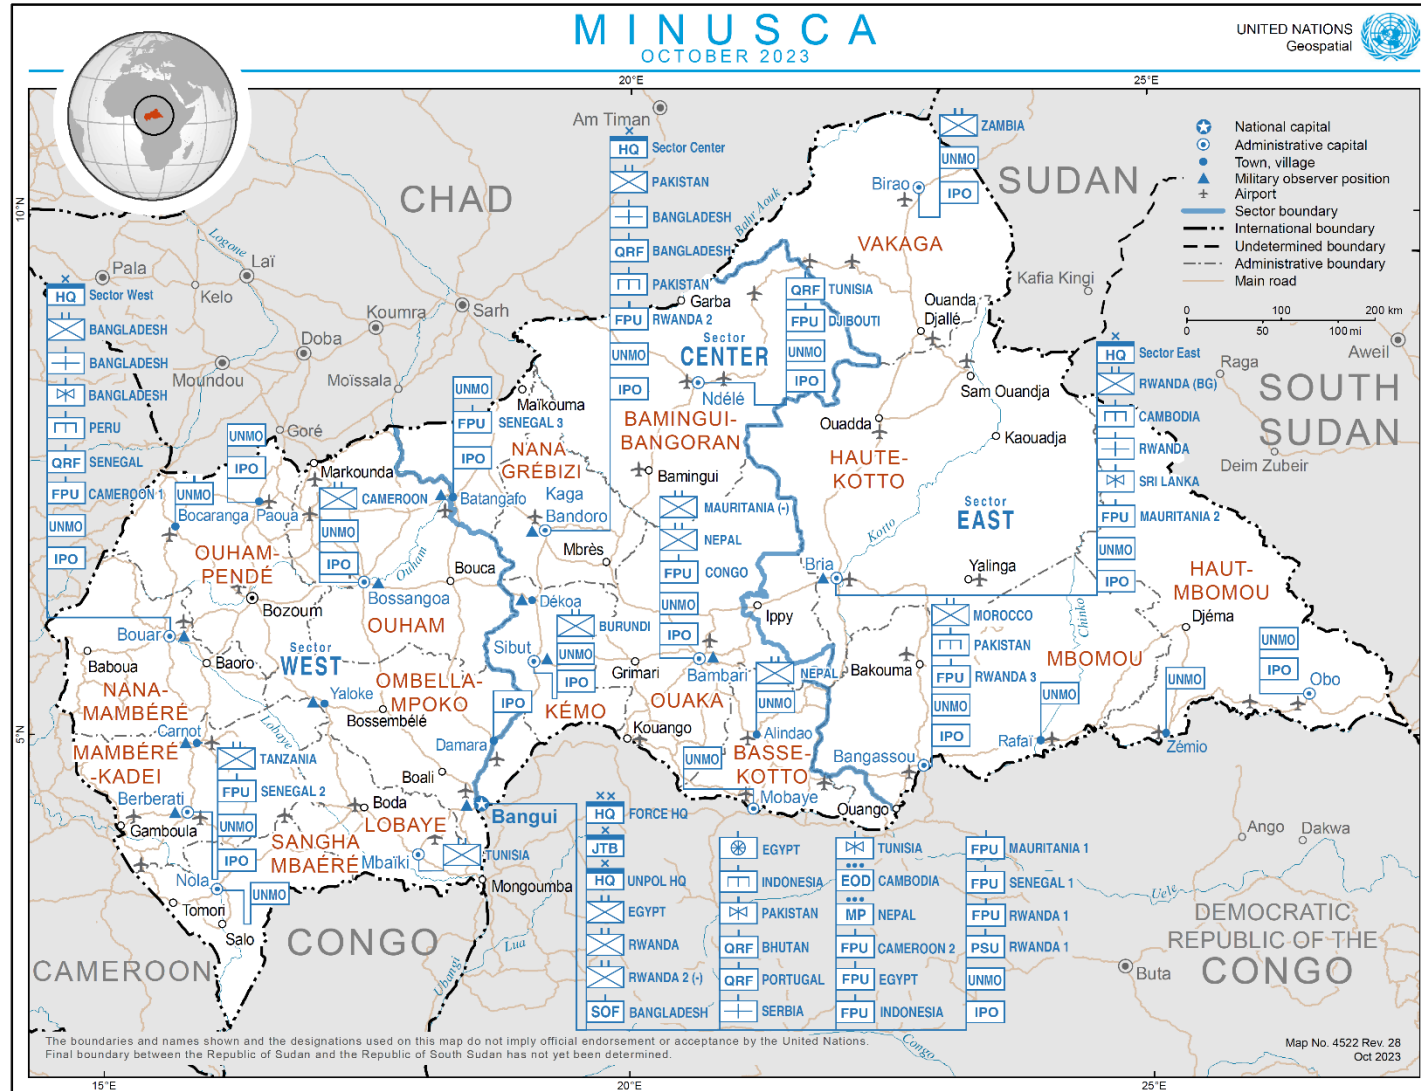 MINUSCA
OCTOBER 2023
UNITED NATIONS
Geospatial
20°E
25°E
10°N
5°N
15°E
20°E
25°E
National capital
Administrative capital
Town, village
Military observer position
Airport
Sector boundary
International boundary
Undetermined boundary
Administrative boundary
Main road
0 100 200 km
0 50 100 mi
CHAD
SUDAN
SOUTH
SUDAN
DEMOCRATIC
REPUBLIC OF THE
CONGO
CONGO
CAMEROON
Am Timan
Pala
Laï
Kelo
Koumra
Sarh
Doba
Moundou
Moïssala
Goré
Kafia Kingi
Raga
Aweil
Deim Zubeir
Ango
Dakwa
Buta
Logone
Bahr Aouk
Ouham
Lobaye
Kotto
Chinko
Uele
Lua
Ubangi
Congo
HQ Sector West
BANGLADESH
BANGLADESH
BANGLADESH
PERU
QRF SENEGAL
FPU CAMEROON 1
UNMO
IPO
HQ Sector Center
PAKISTAN
BANGLADESH
QRF BANGLADESH
PAKISTAN
FPU RWANDA 2
UNMO
IPO
ZAMBIA
UNMO
IPO
QRF TUNISIA
FPU DJIBOUTI
UNMO
IPO
HQ Sector East
RWANDA (BG)
CAMBODIA
RWANDA
SRI LANKA
FPU MAURITANIA 2
UNMO
IPO
UNMO
FPU SENEGAL 3
IPO
UNMO
IPO
UNMO
CAMEROON
UNMO
IPO
MAURITANIA (-)
NEPAL
FPU CONGO
UNMO
IPO
BURUNDI
UNMO
IPO
IPO
NEPAL
UNMO
UNMO
MOROCCO
PAKISTAN
FPU RWANDA 3
UNMO
IPO
UNMO
UNMO
UNMO
IPO
TANZANIA
FPU SENEGAL 2
UNMO
IPO
UNMO
TUNISIA
HQ FORCE HQ
JTB
HQ UNPOL HQ
EGYPT
RWANDA
RWANDA 2 (-)
SOF BANGLADESH
EGYPT
INDONESIA
PAKISTAN
QRF BHUTAN
QRF PORTUGAL
SERBIA
TUNISIA
EOD CAMBODIA
MP NEPAL
FPU CAMEROON 2
FPU EGYPT
FPU INDONESIA
FPU MAURITANIA 1
FPU SENEGAL 1
FPU RWANDA 1
PSU RWANDA 1
UNMO
IPO
Sector
CENTER
Sector
EAST
Sector
WEST
VAKAGA
BAMINGUI-
BANGORAN
HAUTE-
KOTTO
NANA
GRÉBIZI
OUHAM-
PENDÉ
OUHAM
NANA-
MAMBÉRÉ
MAMBÉRÉ
-KADEI
OMBELLA-
MPOKO
KÉMO
OUAKA
BASSE-
KOTTO
MBOMOU
HAUT-
MBOMOU
LOBAYE
SANGHA
MBAÉRÉ
Birao
Garba
Ouanda
Djallé
Sam Ouandja
Ndélé
Maïkouma
Ouadda
Kaouadja
Markounda
Batangafo
Kaga
Bandoro
Bamingui
Bocaranga
Paoua
Bossangoa
Bouca
Mbrès
Bria
Yalinga
Bozoum
Dékoa
Ippy
Djéma
Bouar
Baboua
Baoro
Sibut
Grimari
Bambari
Bakouma
Obo
Yaloke
Bossembélé
Kouango
Alindao
Rafaï
Zémio
Carnot
Damara
Bangassou
Berberati
Boali
Mobaye
Ouango
Gamboula
Boda
Bangui
Mbaïki
Mongoumba
Nola
Tomori
Salo
The boundaries and names shown and the designations used on this map do not imply official endorsement or acceptance by the United Nations.
Final boundary between the Republic of Sudan and the Republic of South Sudan has not yet been determined.
Map No. 4522 Rev. 28
Oct 2023